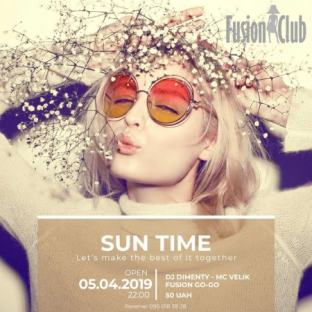 Fusion Club
SUN TIME
Let's make the best of it together
OPEN
05.04.2019
22:00
DJ DIMENTY - MC VELIK
FUSION GO-GO
50 UAH